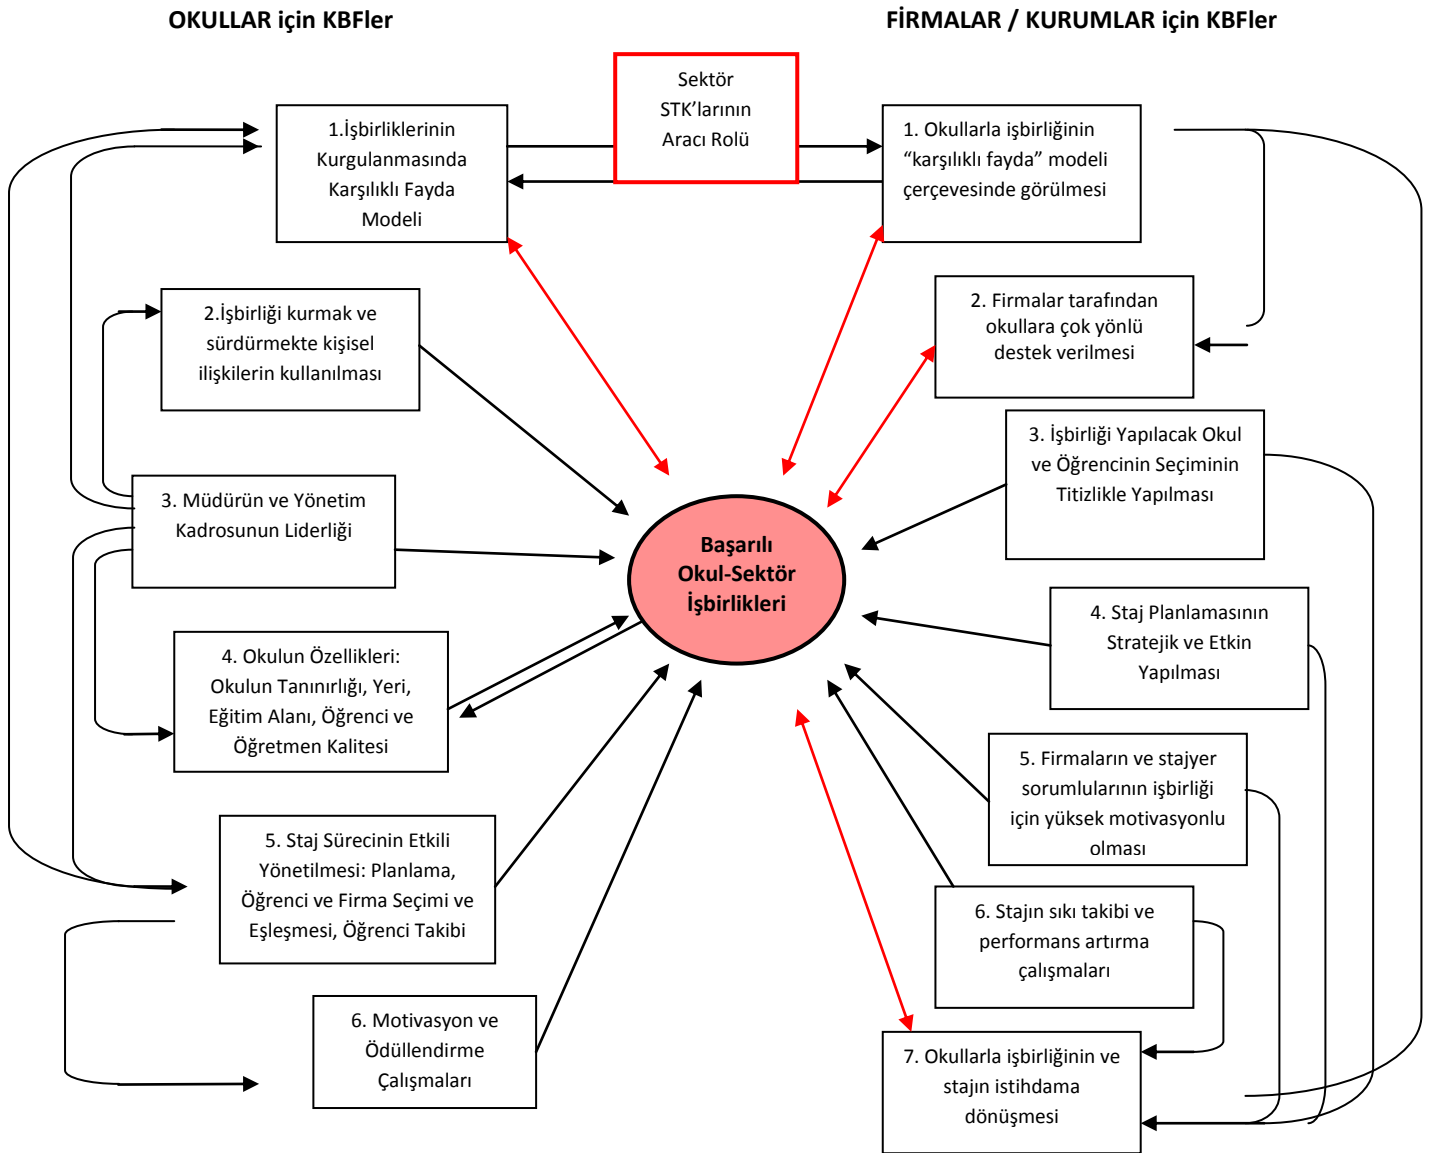 OKULLAR için KBFler
FİRMALAR / KURUMLAR için KBFler
Sektör
STK’larının
Aracı Rolü
1.İşbirliklerinin
Kurgulanmasında
Karşılıklı Fayda
Modeli
1. Okullarla işbirliğinin
“karşılıklı fayda” modeli
çerçevesinde görülmesi
2.İşbirliği kurmak ve
sürdürmekte kişisel
ilişkilerin kullanılması
2. Firmalar tarafından
okullara çok yönlü
destek verilmesi
3. Müdürün ve Yönetim
Kadrosunun Liderliği
3. İşbirliği Yapılacak Okul
ve Öğrencinin Seçiminin
Titizlikle Yapılması
Başarılı
Okul-Sektör
İşbirlikleri
4. Okulun Özellikleri:
Okulun Tanınırlığı, Yeri,
Eğitim Alanı, Öğrenci ve
Öğretmen Kalitesi
4. Staj Planlamasının
Stratejik ve Etkin
Yapılması
5. Staj Sürecinin Etkili
Yönetilmesi: Planlama,
Öğrenci ve Firma Seçimi ve
Eşleşmesi, Öğrenci Takibi
5. Firmaların ve stajyer
sorumlularının işbirliği
için yüksek motivasyonlu
olması
6. Motivasyon ve
Ödüllendirme
Çalışmaları
6. Stajın sıkı takibi ve
performans artırma
çalışmaları
7. Okullarla işbirliğinin ve
stajın istihdama
dönüşmesi